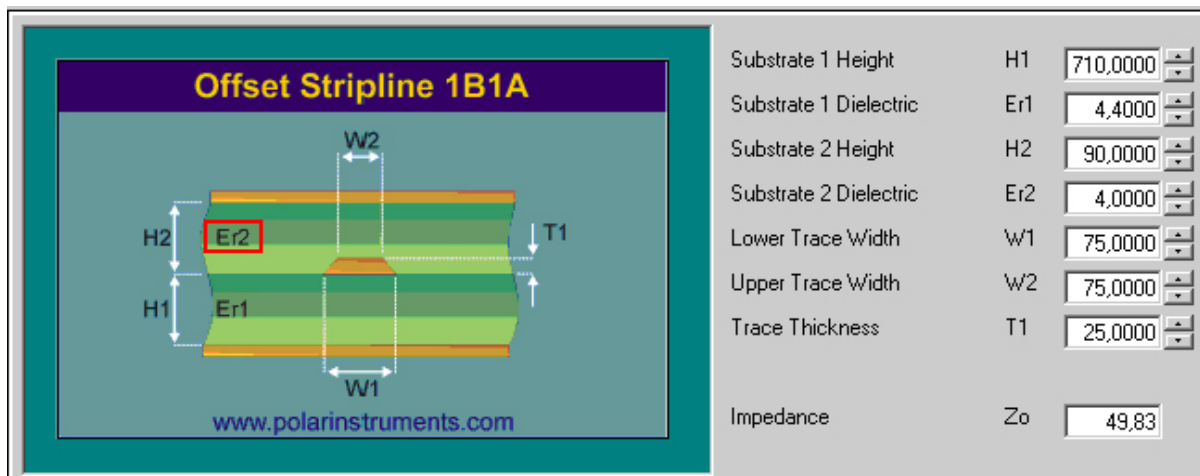 Offset Stripline 1B1A
W2
H2
Er2
T1
H1
Er1
W1
www.polarinstruments.com
Substrate 1 Height H1 710,0000
Substrate 1 Dielectric Er1 4,4000
Substrate 2 Height H2 90,0000
Substrate 2 Dielectric Er2 4,0000
Lower Trace Width W1 75,0000
Upper Trace Width W2 75,0000
Trace Thickness T1 25,0000
Impedance Zo 49,83